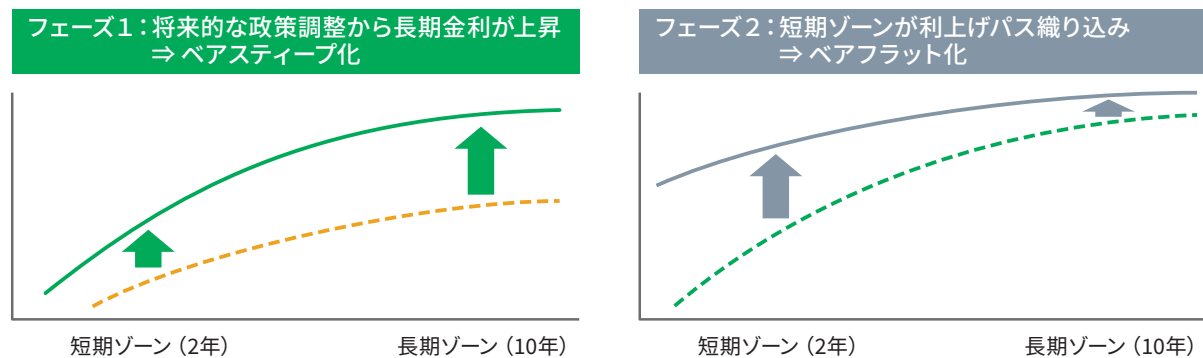 フェーズ1：将来的な政策調整から長期金利が上昇
⇒ ベアスティープ化
フェーズ2：短期ゾーンが利上げパス織り込み
⇒ ベアフラット化
短期ゾーン（2年）
長期ゾーン（10年）
短期ゾーン（2年）
長期ゾーン（10年）